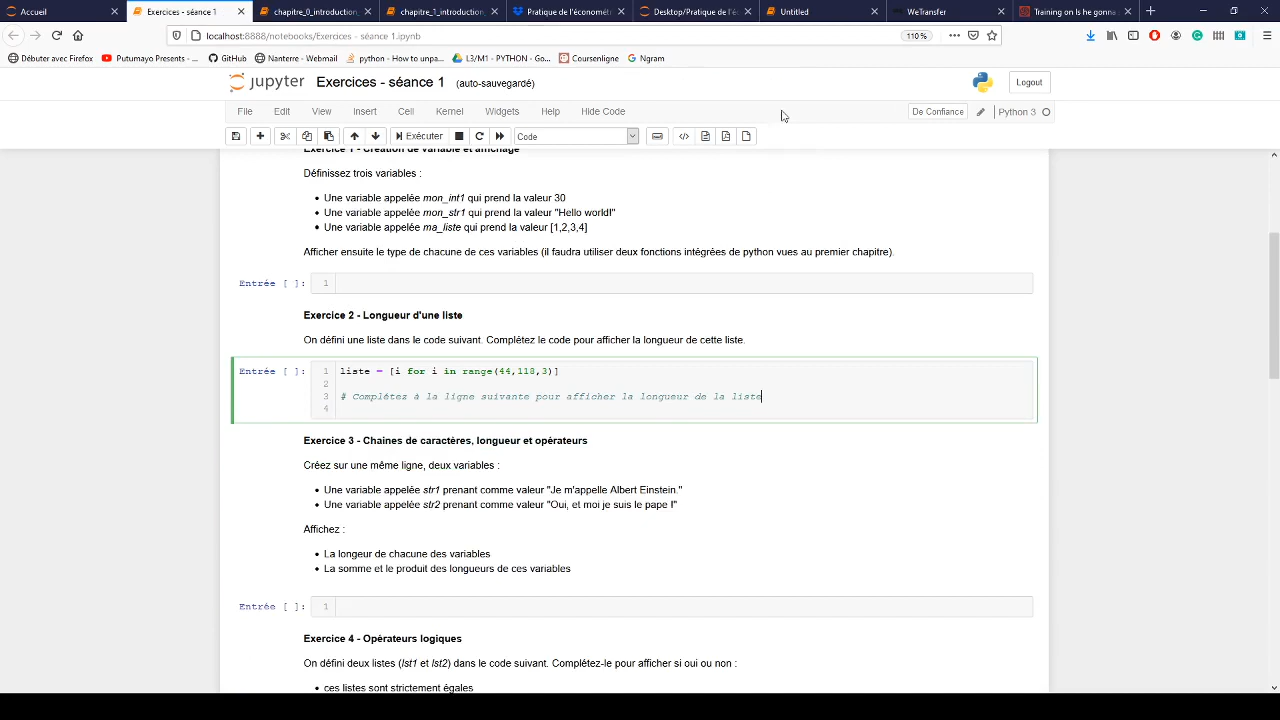 Accueil
Exercices - séance 1
chapitre_0_introduction_
chapitre_1_introduction_
Pratique de l'économét
Desktop/Pratique de l'éc
Untitled
WeTransfer
Training on Is he gonna
localhost:8888/notebooks/Exercices - séance 1.ipynb
110%
Débuter avec Firefox
Putumayo Presents - ...
GitHub
Nanterre - Webmail
python - How to unpa...
L3/M1 - PYTHON - Go...
Coursenligne
Ngram
jupyter Exercices - séance 1 (auto-sauvegardé)
Logout
File Edit View Insert Cell Kernel Widgets Help Hide Code
De Confiance
Python 3
Exécuter
Code
Exercice 1 - Création de variable et affichage
Définissez trois variables :
• Une variable appelée mon_int1 qui prend la valeur 30
• Une variable appelée mon_str1 qui prend la valeur "Hello world!"
• Une variable appelée ma_liste qui prend la valeur [1,2,3,4]
Afficher ensuite le type de chacune de ces variables (il faudra utiliser deux fonctions intégrées de python vues au premier chapitre).
Entrée [ ]: 1
Exercice 2 - Longueur d'une liste
On défini une liste dans le code suivant. Complétez le code pour afficher la longueur de cette liste.
Entrée [ ]: 1 liste = [i for i in range(44,118,3)]
2
3 # Complétez à la ligne suivante pour afficher la longueur de la liste
4
Exercice 3 - Chaines de caractères, longueur et opérateurs
Créez sur une même ligne, deux variables :
• Une variable appelée str1 prenant comme valeur "Je m'appelle Albert Einstein."
• Une variable appelée str2 prenant comme valeur "Oui, et moi je suis le pape !"
Affichez :
• La longeur de chacune des variables
• La somme et le produit des longueurs de ces variables
Entrée [ ]: 1
Exercice 4 - Opérateurs logiques
On défini deux listes (lst1 et lst2) dans le code suivant. Complétez-le pour afficher si oui ou non :
• ces listes sont strictement égales